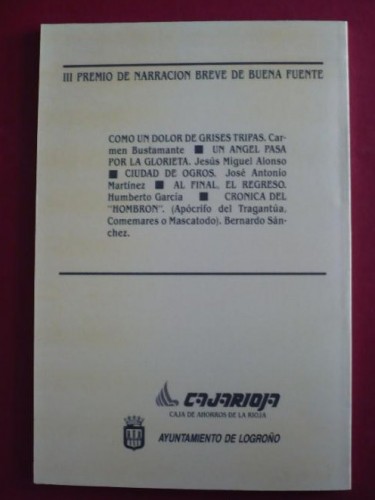 III PREMIO DE NARRACION BREVE DE BUENA FUENTE
COMO UN DOLOR DE GRISES TRIPAS. Car-
men Bustamante ■ UN ANGEL PASA
POR LA GLORIETA. Jesús Miguel Alonso
■ CIUDAD DE OGROS. José Antonio
Martínez ■ AL FINAL, EL REGRESO.
Humberto García ■ CRONICA DEL
"HOMBRON". (Apócrifo del Tragantúa,
Comemares o Mascatodo). Bernardo Sán-
chez.
CAJARIOJA
CAJA DE AHORROS DE LA RIOJA
AYUNTAMIENTO DE LOGROÑO